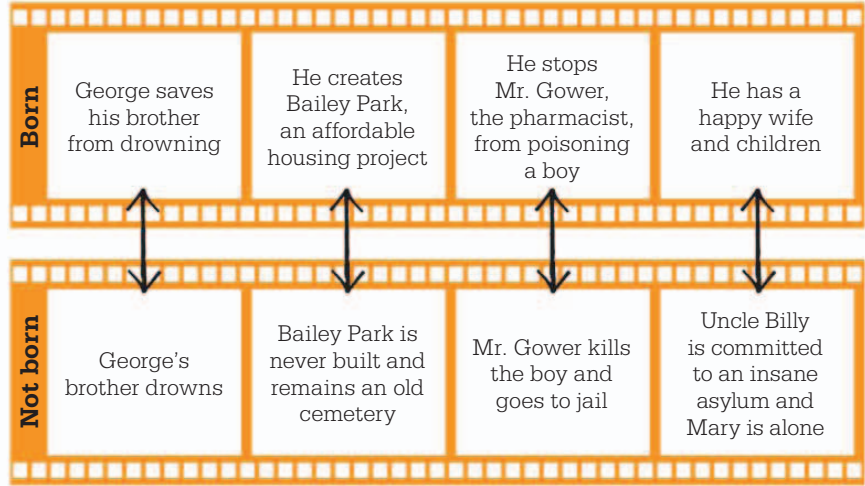 Born
George saves
his brother
from drowning
He creates
Bailey Park,
an affordable
housing project
He stops
Mr. Gower,
the pharmacist,
from poisoning
a boy
He has a
happy wife
and children
Not born
George’s
brother drowns
Bailey Park is
never built and
remains an old
cemetery
Mr. Gower kills
the boy and
goes to jail
Uncle Billy
is committed
to an insane
asylum and
Mary is alone